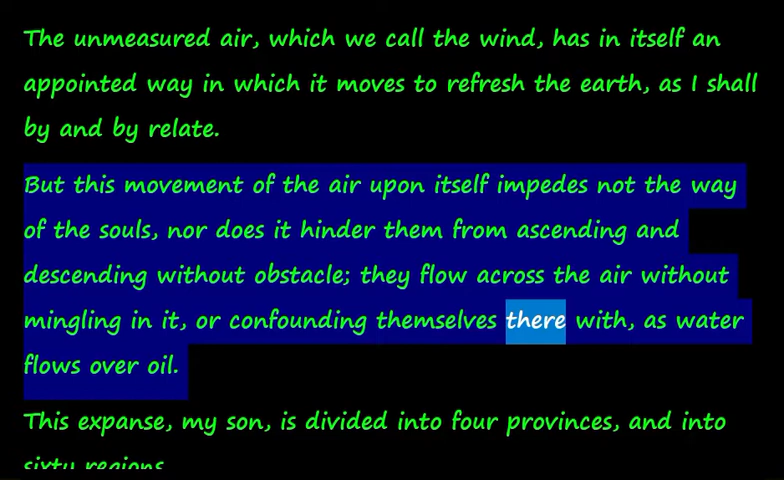 The unmeasured air, which we call the wind, has in itself an
appointed way in which it moves to refresh the earth, as I shall
by and by relate.
But this movement of the air upon itself impedes not the way
of the souls, nor does it hinder them from ascending and
descending without obstacle; they flow across the air without
mingling in it, or confounding themselves there with, as water
flows over oil.
This expanse, my son, is divided into four provinces, and into
sixty regions